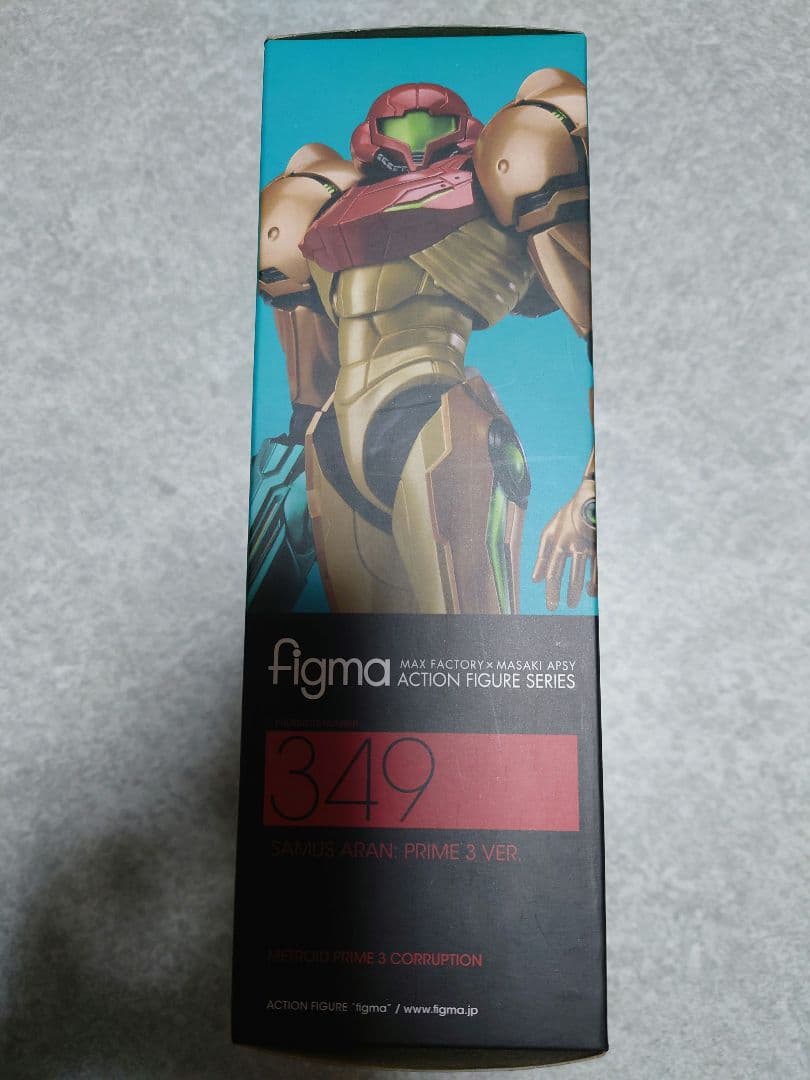 figma
MAX FACTORY × MASAKI APSY
ACTION FIGURE SERIES
349
SAMUS ARAN: PRIME 3 VER.
METROID PRIME 3 CORRUPTION
ACTION FIGURE "figma" / www.figma.jp